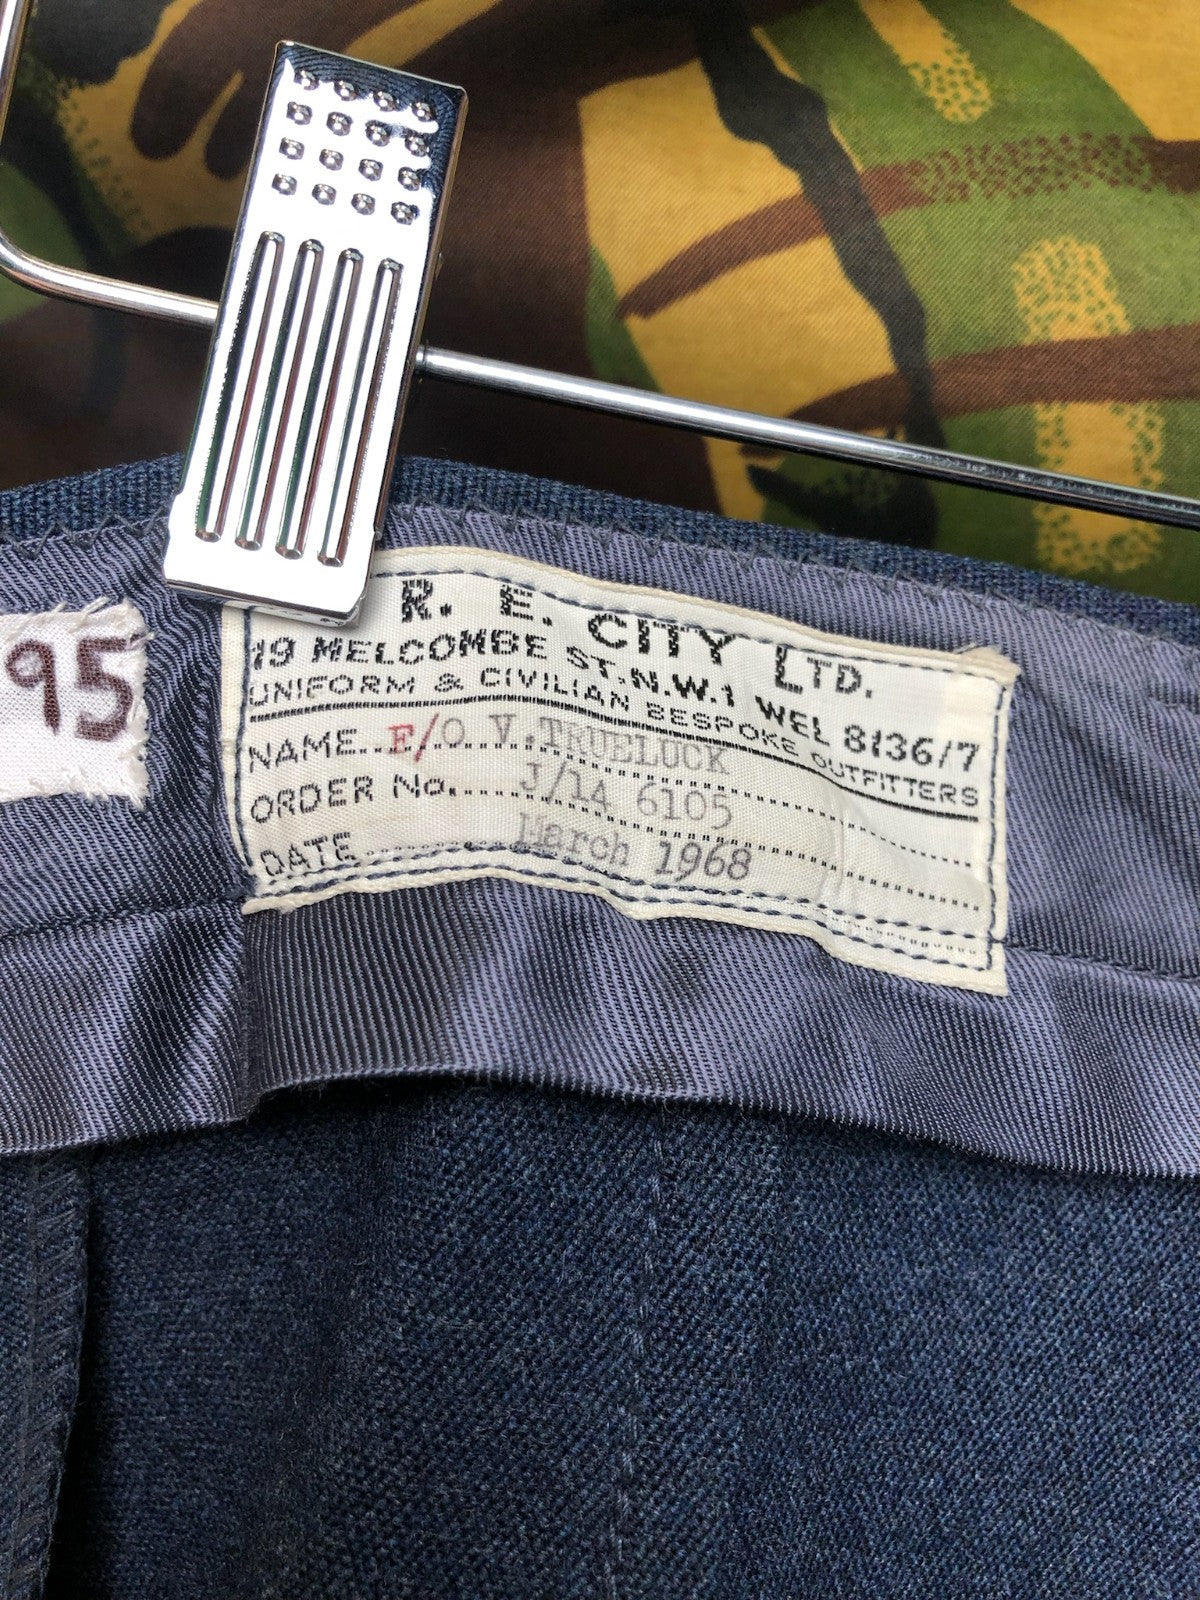 95
R. E. CITY LTD.
19 MELCOMBE ST. N.W.1 WEL 8136/7
UNIFORM & CIVILIAN BESPOKE OUTFITTERS
NAME F/O V.TRUELUCK
ORDER No. J/14 6105
DATE March 1968